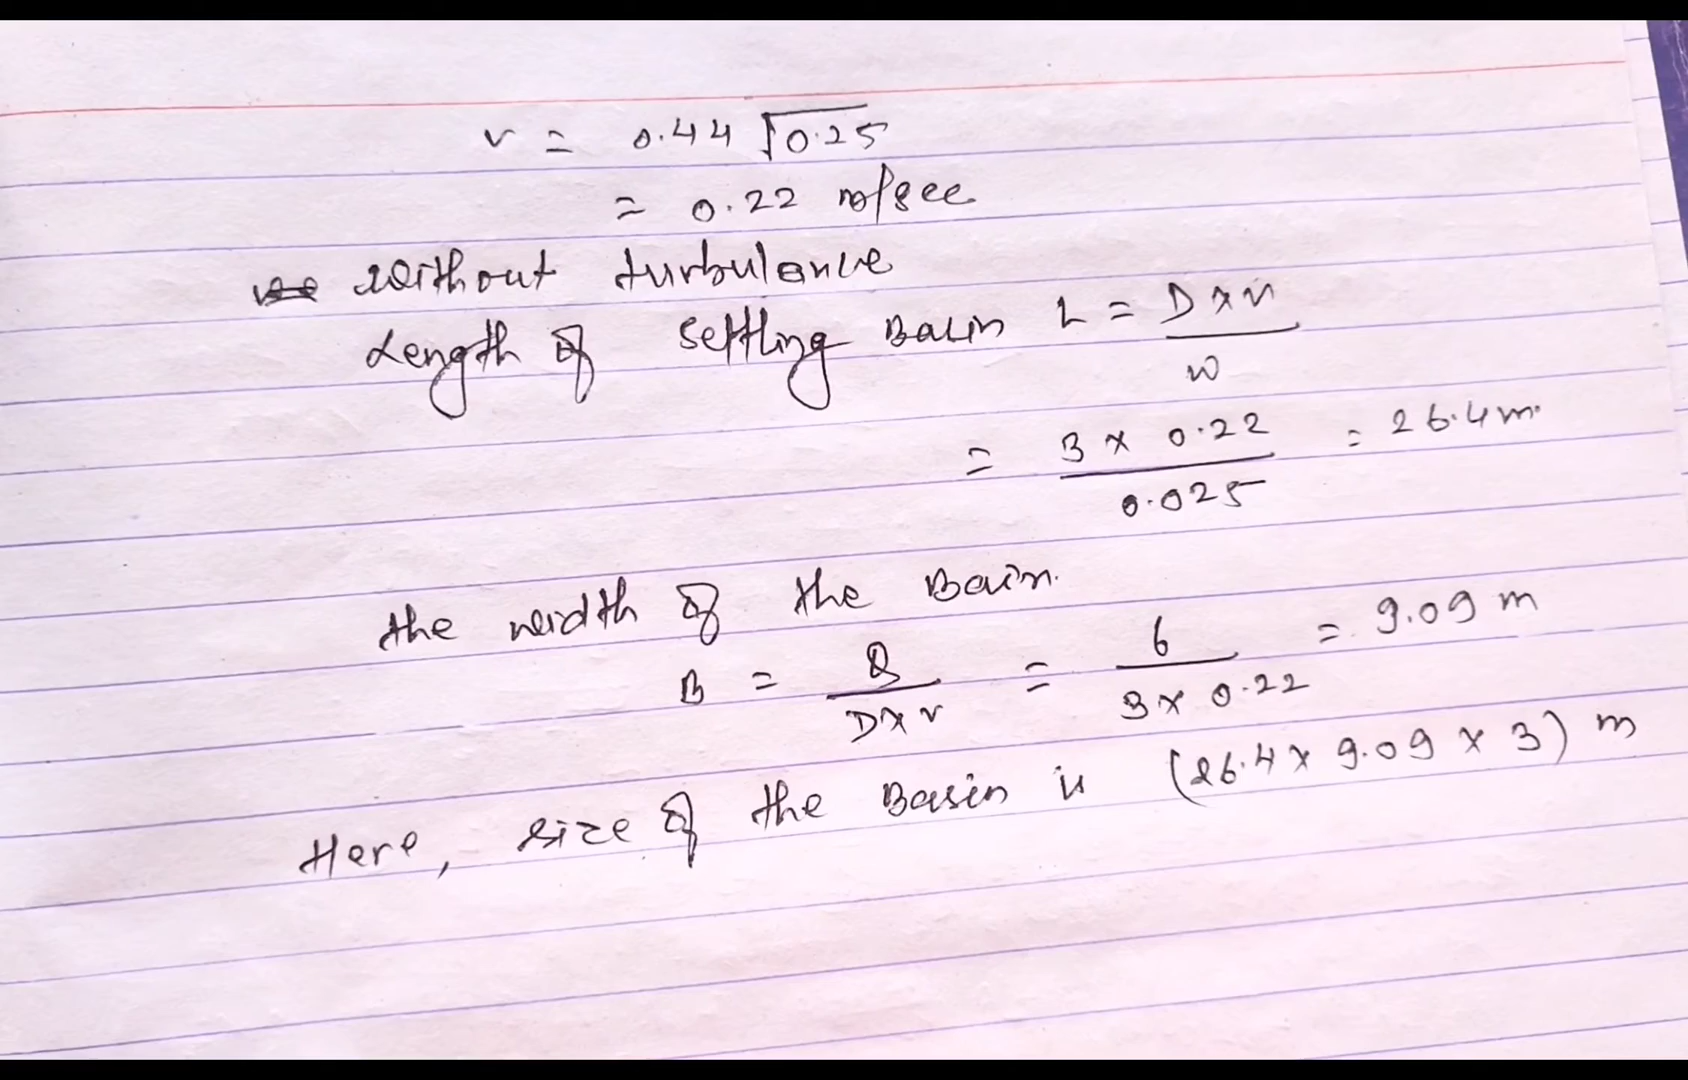 v = 0.44 √0.25
= 0.22 m/sec
without turbulance
Length of settling Basin L = D x v / w
= 3 x 0.22 / 0.025 = 26.4 m.
the width of the Basin.
B = Q / D x v = 6 / 3 x 0.22 = 9.09 m
Here, size of the Basin is (26.4 x 9.09 x 3) m